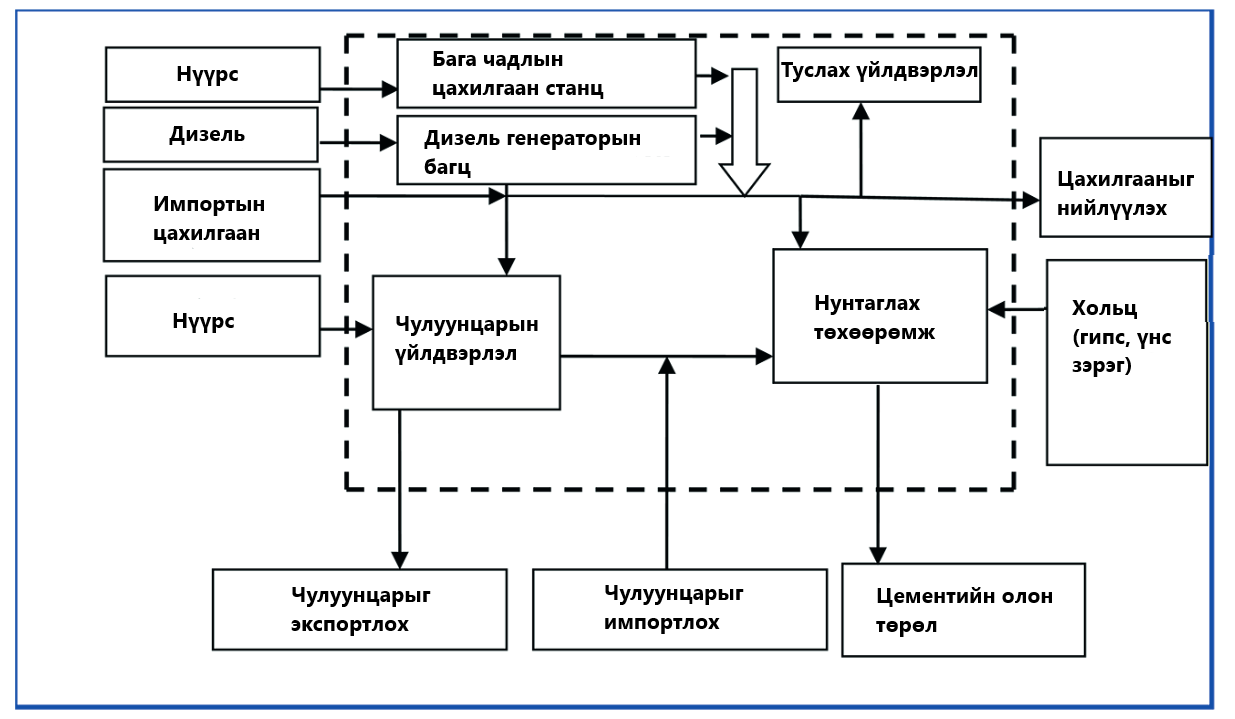 Нүүрс
Бага чадлын
цахилгаан станц
Туслах үйлдвэрлэл
Дизель
Дизель генераторын
багц
Импортын
цахилгаан
Цахилгааныг
нийлүүлэх
Нүүрс
Чулуунцарын
үйлдвэрлэл
Нунтаглах
төхөөрөмж
Хольц
(гипс, үнс
зэрэг)
Чулуунцарыг
экспортлох
Чулуунцарыг
импортлох
Цементийн олон
төрөл